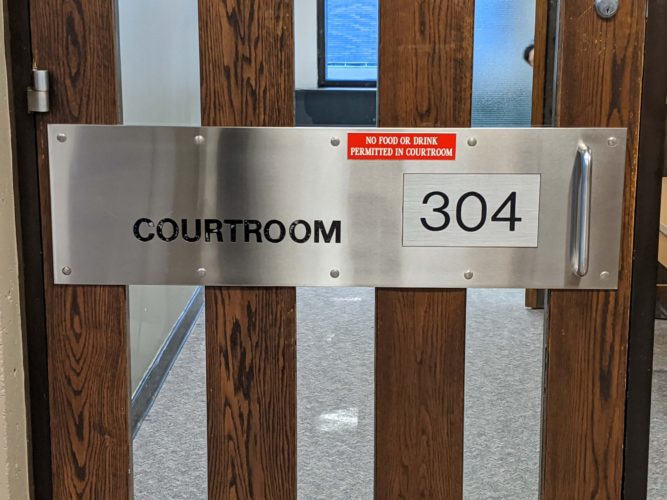 NO FOOD OR DRINK
PERMITTED IN COURTROOM
COURTROOM 304